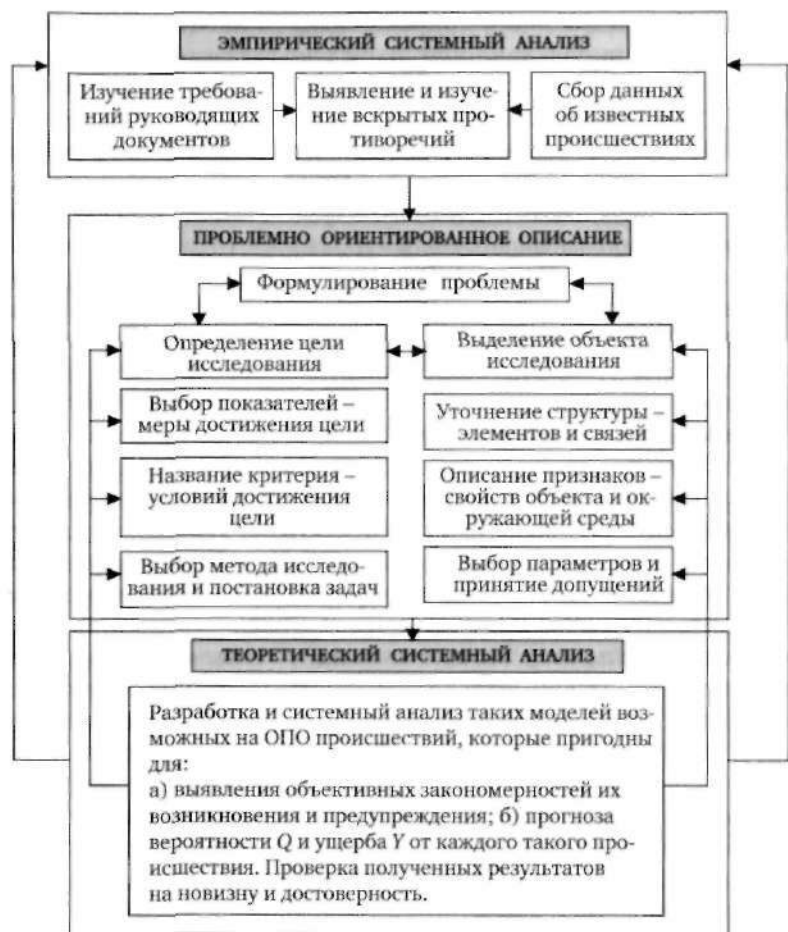 ЭМПИРИЧЕСКИЙ СИСТЕМНЫЙ АНАЛИЗ
Изучение требова-
ний руководящих
документов
Выявление и изуче-
ние вскрытых про-
тиворечий
Сбор данных
об известных
происшествиях
ПРОБЛЕМНО ОРИЕНТИРОВАННОЕ ОПИСАНИЕ
Формулирование проблемы
Определение цели
исследования
Выделение объекта
исследования
Выбор показателей –
меры достижения цели
Уточнение структуры –
элементов и связей
Название критерия –
условий достижения
цели
Описание признаков –
свойств объекта и ок-
ружающей среды
Выбор метода исследо-
вания и постановка задач
Выбор параметров и
принятие допущений
ТЕОРЕТИЧЕСКИЙ СИСТЕМНЫЙ АНАЛИЗ
Разработка и системный анализ таких моделей воз-
можных на ОПО происшествий, которые пригодны
для:
а) выявления объективных закономерностей их
возникновения и предупреждения; б) прогноза
вероятности Q и ущерба Y от каждого такого про-
исшествия. Проверка полученных результатов
на новизну и достоверность.